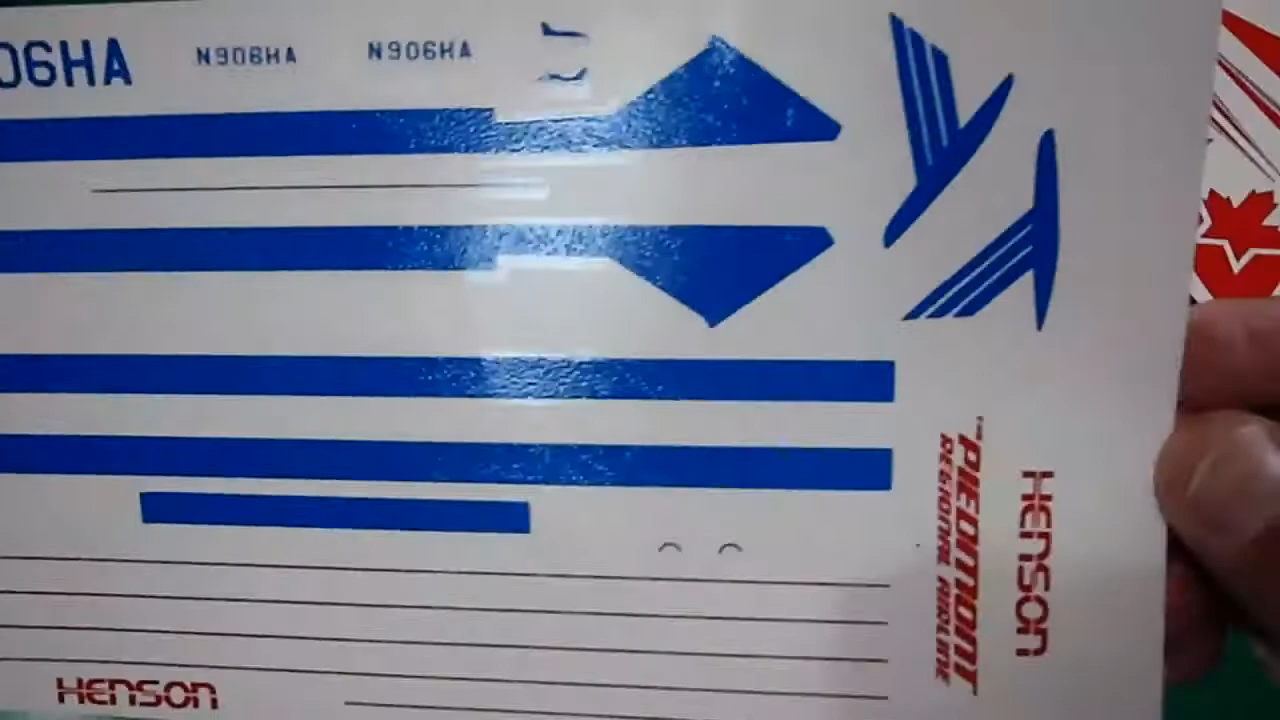 06HA
N906HA
N906HA
PIEDMONT
REGIONAL AIRLINE
HENSON
HENSON